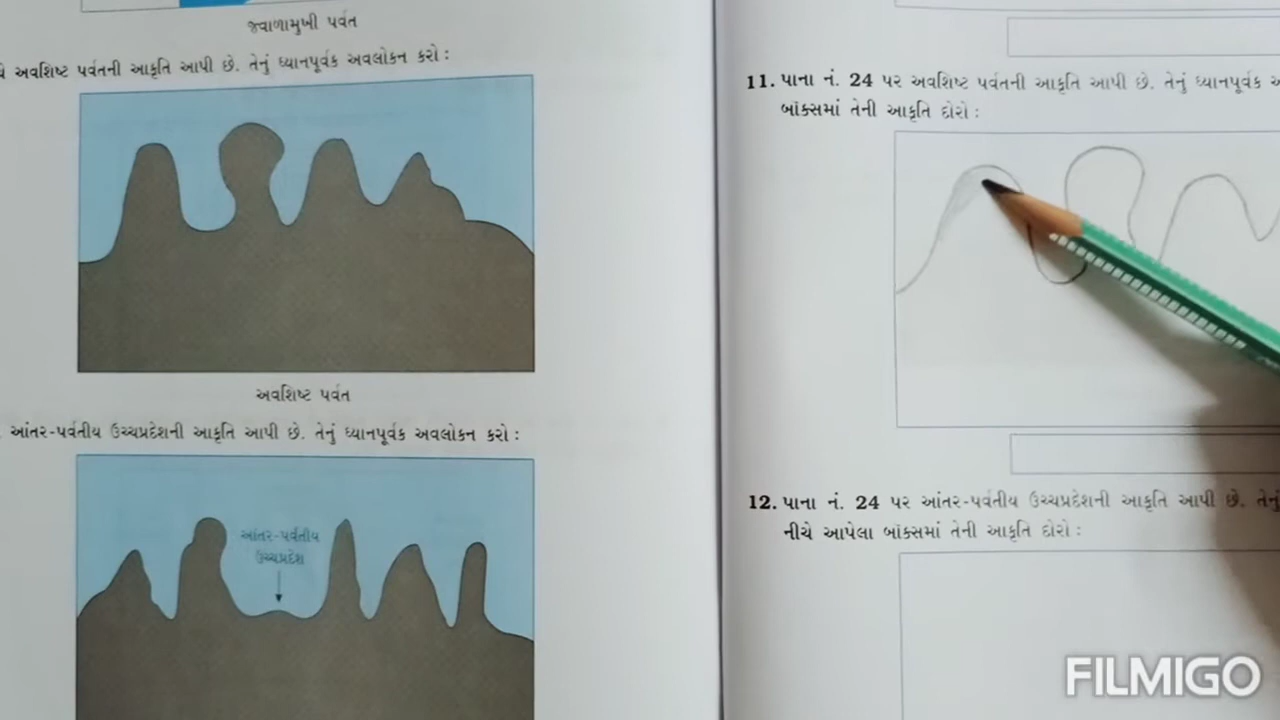 જ્વાળામુખી પર્વત
અવશિષ્ટ પર્વતની આકૃતિ આપી છે. તેનું ધ્યાનપૂર્વક અવલોકન કરો :
અવશિષ્ટ પર્વત
આંતર-પર્વતીય ઉચ્ચપ્રદેશની આકૃતિ આપી છે. તેનું ધ્યાનપૂર્વક અવલોકન કરો :
આંતર-પર્વતીય
ઉચ્ચપ્રદેશ
11. પાના નં. 24 પર અવશિષ્ટ પર્વતની આકૃતિ આપી છે. તેનું ધ્યાનપૂર્વક
બૉક્સમાં તેની આકૃતિ દોરો :
12. પાના નં. 24 પર આંતર-પર્વતીય ઉચ્ચપ્રદેશની આકૃતિ આપી છે. તેનું
નીચે આપેલા બૉક્સમાં તેની આકૃતિ દોરો :
FILMIGO